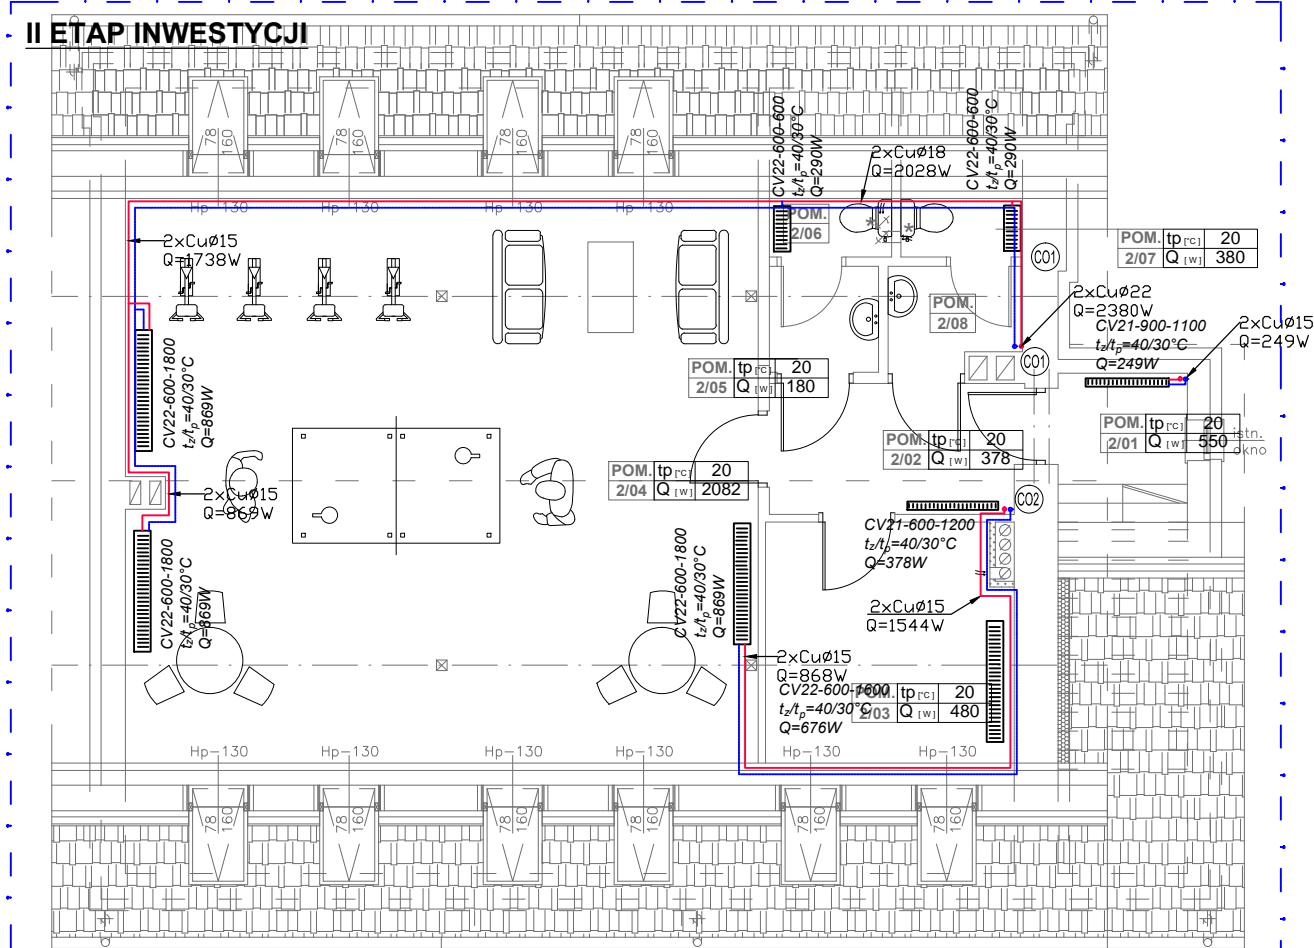 II ETAP INWESTYCJI
78
160
78
160
78
160
78
160
CV22-600-600
tz/tp=40/30°C
Q=290W
2xCuø18
Q=2028W
CV22-600-600
tz/tp=40/30°C
Q=290W
Hp-130
Hp-130
Hp-130
Hp-130
POM.
2/06
2xCuø15
Q=1738W
CO1
POM. tp[°C] 20
2/07 Q [W] 380
2xCuø22
Q=2380W
POM.
2/08
CV21-900-1100
tz/tp=40/30°C
Q=249W
2xCuø15
Q=249W
CO1
CV22-600-1800
tz/tp=40/30°C
Q=869W
POM. tp[°C] 20
2/05 Q [W] 180
POM. tp[°C] 20
2/01 Q [W] 550
istn.
okno
POM. tp[°C] 20
2/02 Q [W] 378
POM. tp[°C] 20
2/04 Q [W] 2082
2xCuø15
Q=869W
CO2
CV21-600-1200
tz/tp=40/30°C
Q=378W
CV22-600-1800
tz/tp=40/30°C
Q=869W
CV22-600-1800
tz/tp=40/30°C
Q=869W
2xCuø15
Q=1544W
2xCuø15
Q=868W
CV22-600-1600
tz/tp=40/30°C
Q=676W
POM. tp[°C] 20
2/03 Q [W] 480
Hp-130
Hp-130
Hp-130
Hp-130
Hp-130
Hp-130
78
160
78
160
78
160
78
160
78
160
78
160